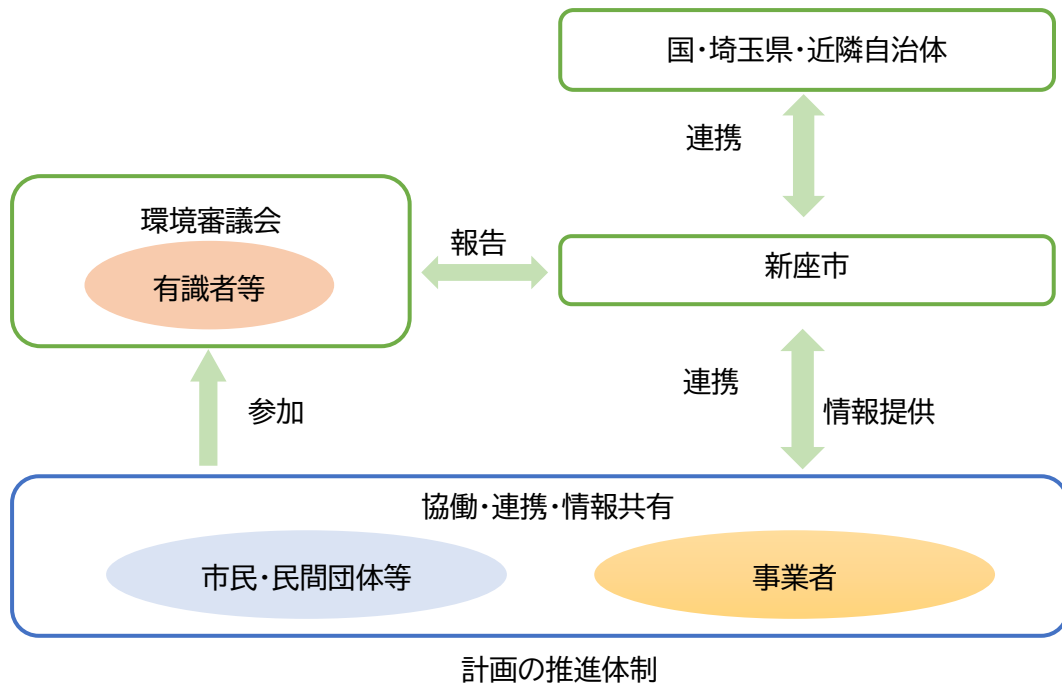 国・埼玉県・近隣自治体
連携
環境審議会
有識者等
報告
新座市
参加
連携
情報提供
協働・連携・情報共有
市民・民間団体等
事業者
計画の推進体制